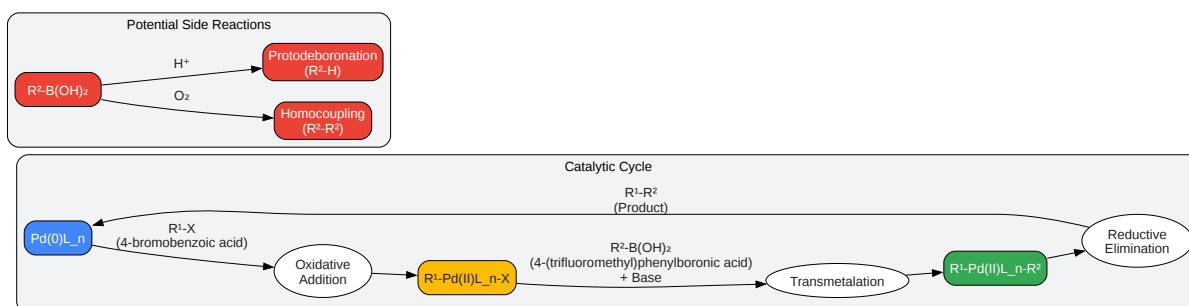 Potential Side Reactions
R²-B(OH)₂
H⁺
Protodeboronation
(R²-H)
O₂
Homocoupling
(R²-R²)
Catalytic Cycle
R¹-R²
(Product)
Pd(0)L_n
R¹-X
(4-bromobenzoic acid)
Oxidative
Addition
R¹-Pd(II)L_n-X
R²-B(OH)₂
(4-(trifluoromethyl)phenylboronic acid)
+ Base
Transmetalation
R¹-Pd(II)L_n-R²
Reductive
Elimination